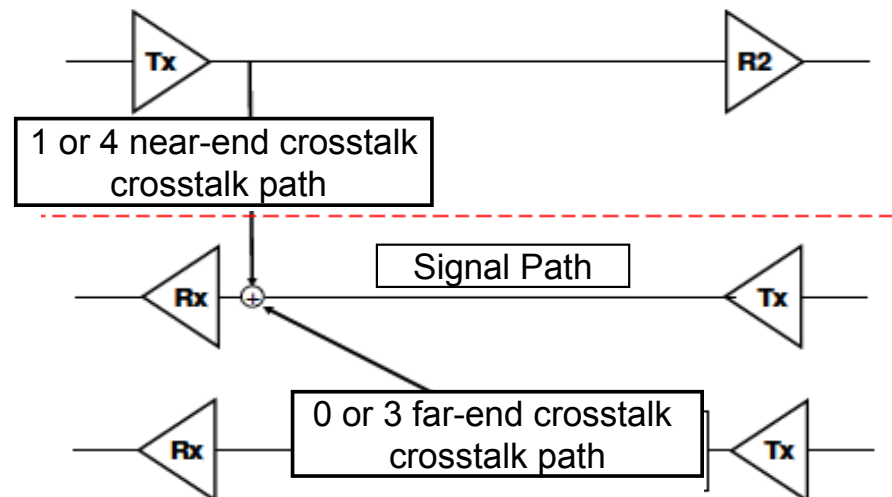 Tx
R2
1 or 4 near-end crosstalk
crosstalk path
Signal Path
Rx
+
Tx
0 or 3 far-end crosstalk
crosstalk path
Rx
Tx